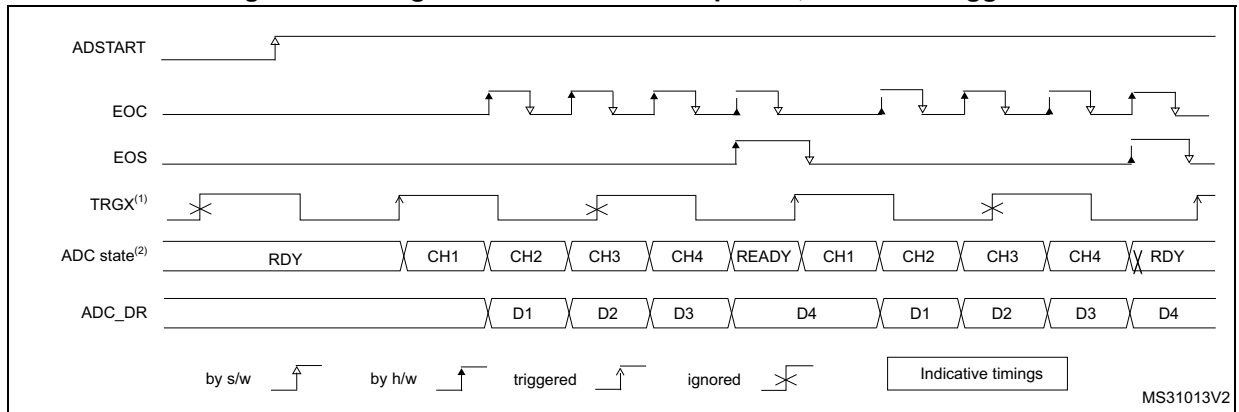 ADSTART
EOC
EOS
TRGX(1)
ADC state(2) RDY CH1 CH2 CH3 CH4 READY CH1 CH2 CH3 CH4 RDY
ADC_DR D1 D2 D3 D4 D1 D2 D3 D4
by s/w by h/w triggered ignored Indicative timings
MS31013V2